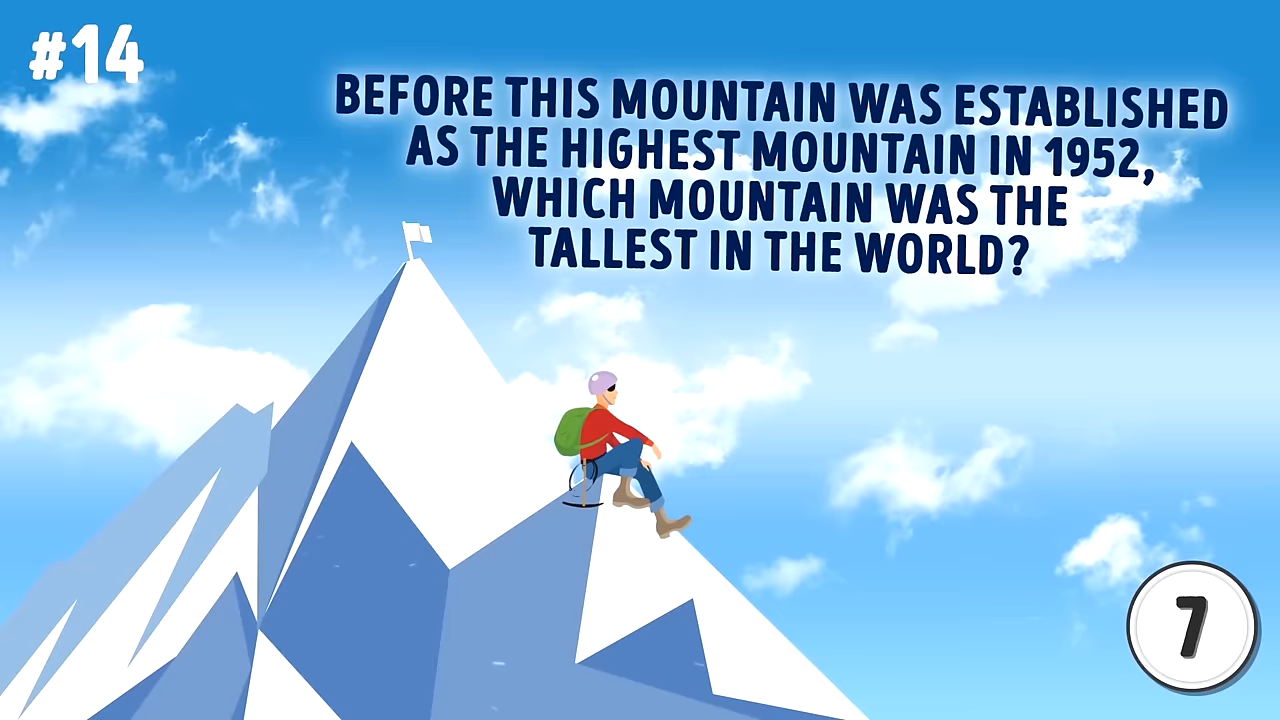 #14
BEFORE THIS MOUNTAIN WAS ESTABLISHED
AS THE HIGHEST MOUNTAIN IN 1952,
WHICH MOUNTAIN WAS THE
TALLEST IN THE WORLD?
7